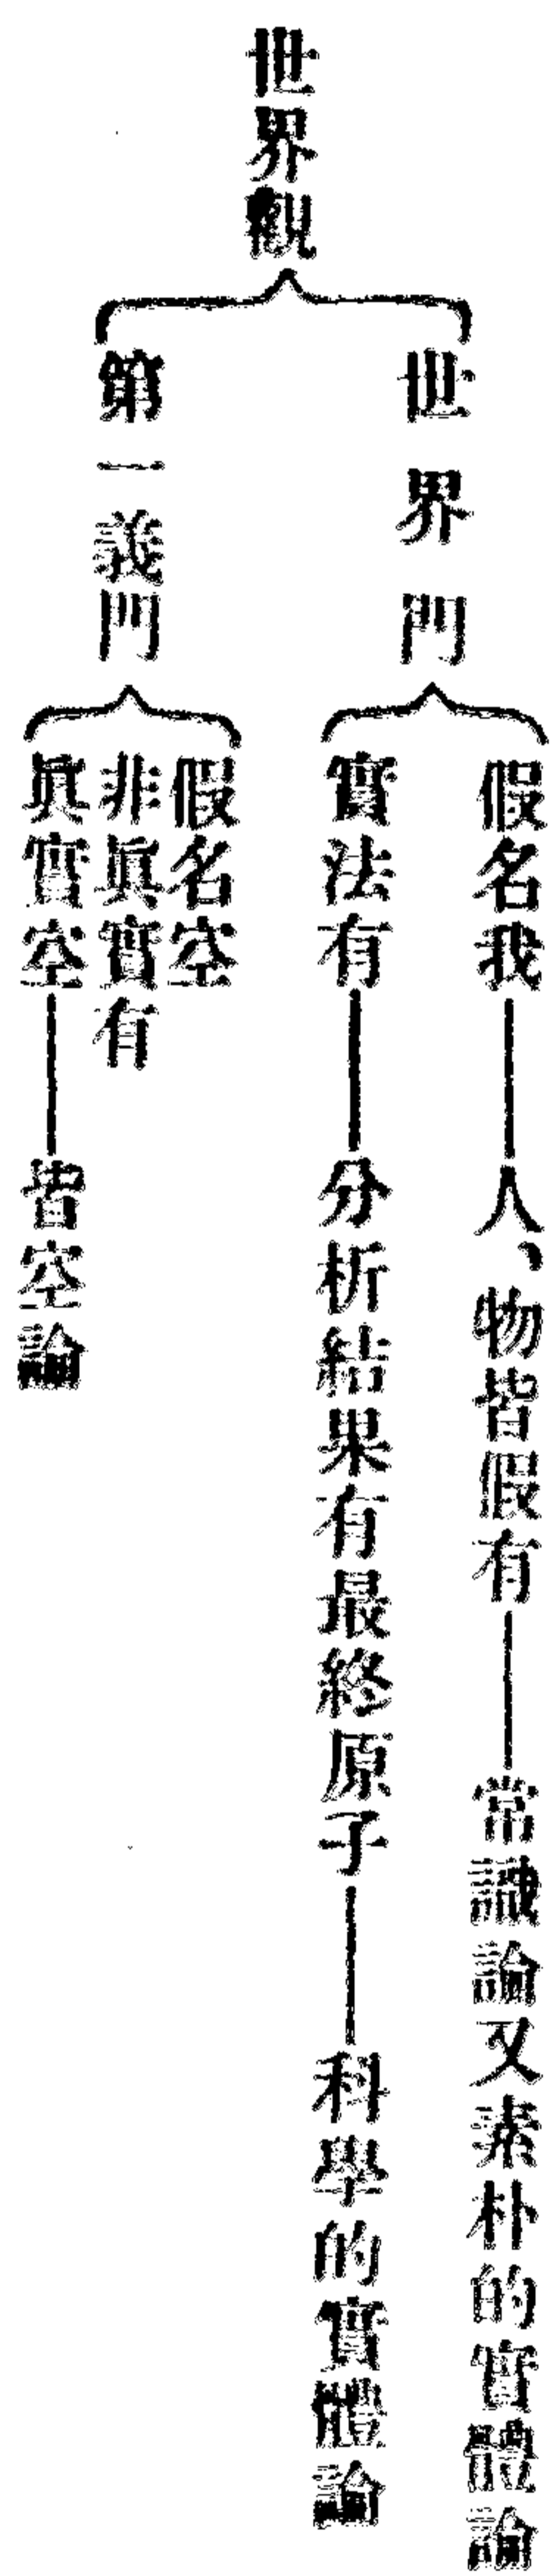 世界觀
世界門
假名我——人、物皆假有——常識論又素朴的實體論
實法有——分析結果有最終原子——科學的實體論
第一義門
假名空
非眞實有
眞實空——皆空論